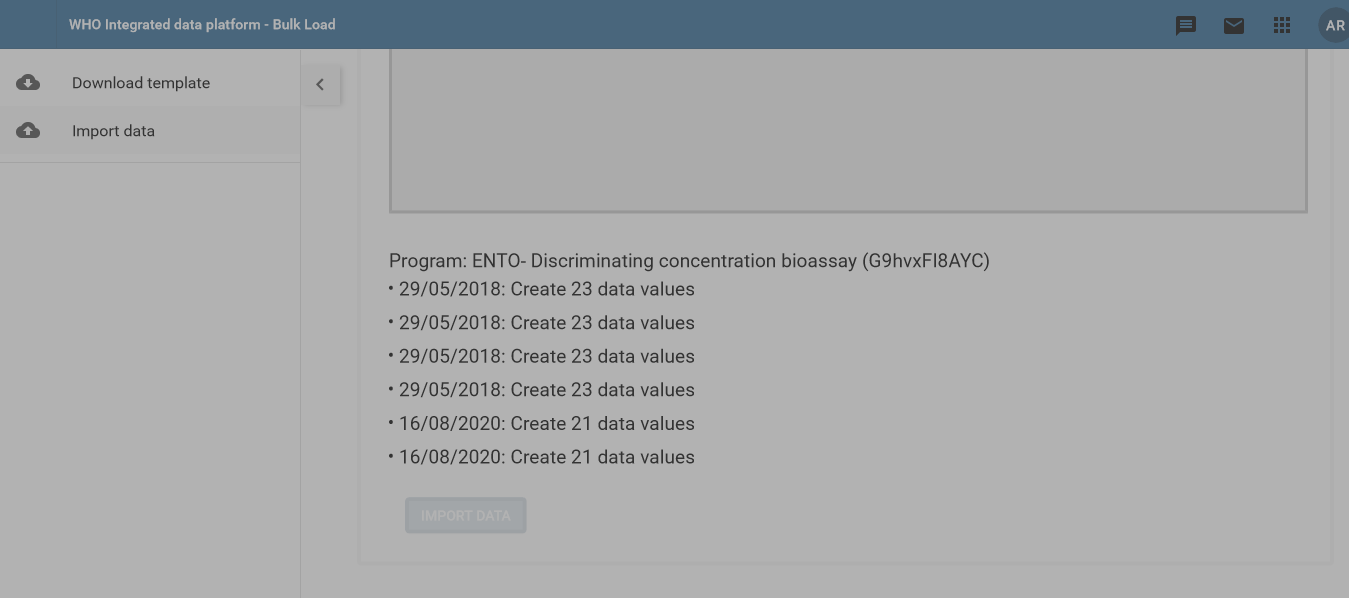 WHO Integrated data platform - Bulk Load
AR
Download template
Import data
Program: ENTO- Discriminating concentration bioassay (G9hvxFI8AYC)
• 29/05/2018: Create 23 data values
• 29/05/2018: Create 23 data values
• 29/05/2018: Create 23 data values
• 29/05/2018: Create 23 data values
• 16/08/2020: Create 21 data values
• 16/08/2020: Create 21 data values
IMPORT DATA